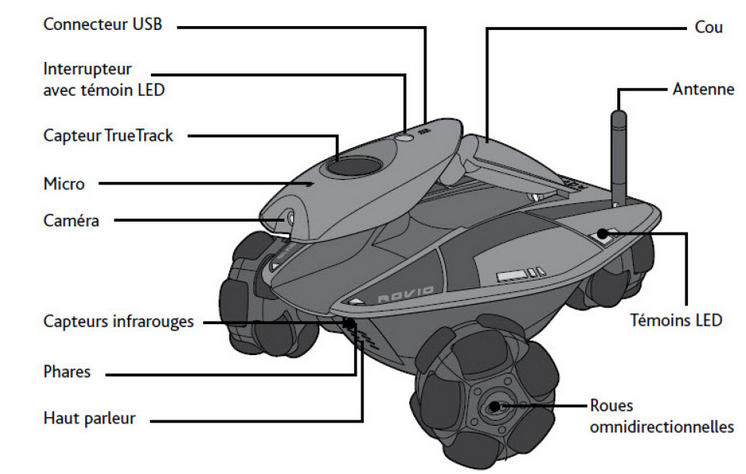 Connecteur USB
Cou
Interrupteur
avec témoin LED
Antenne
Capteur TrueTrack
Micro
Caméra
ROVIO
Capteurs infrarouges
Témoins LED
Phares
Haut parleur
Roues
omnidirectionnelles